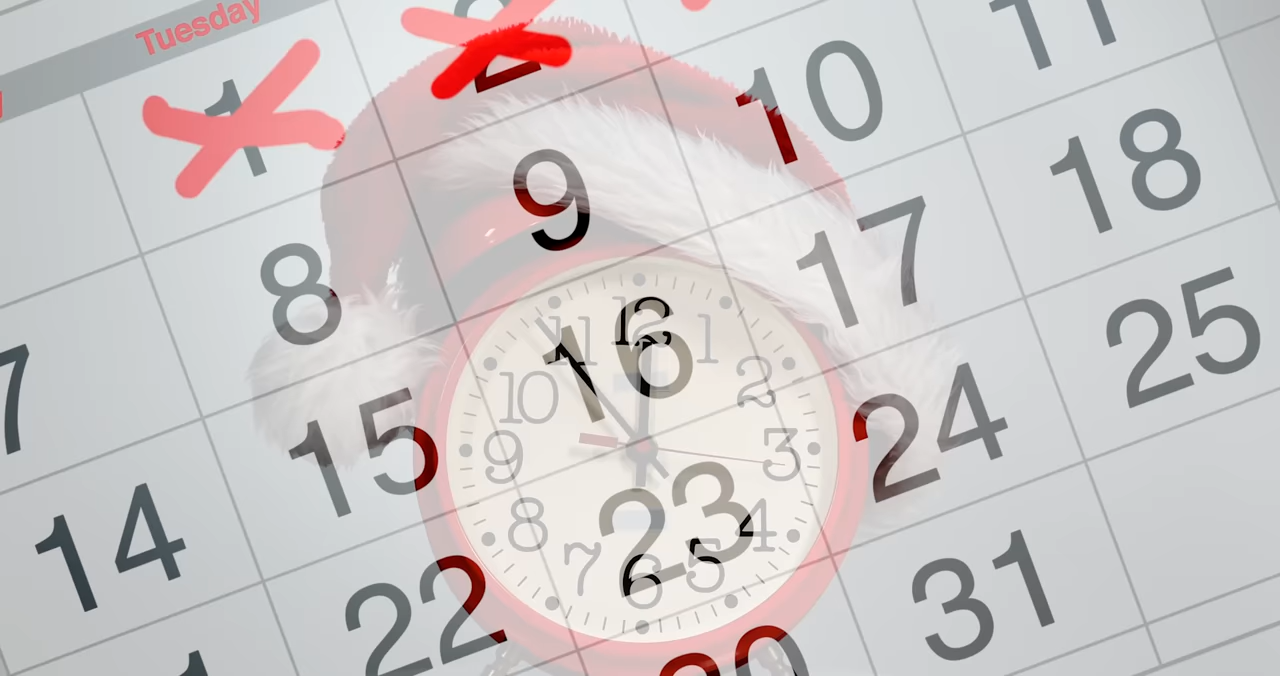 Tuesday
1 2
8 9 10 11
7 15 16 17 18
14 22 23 24 25
31
12 1 2 3 4 5 6 7 8 9 10 11